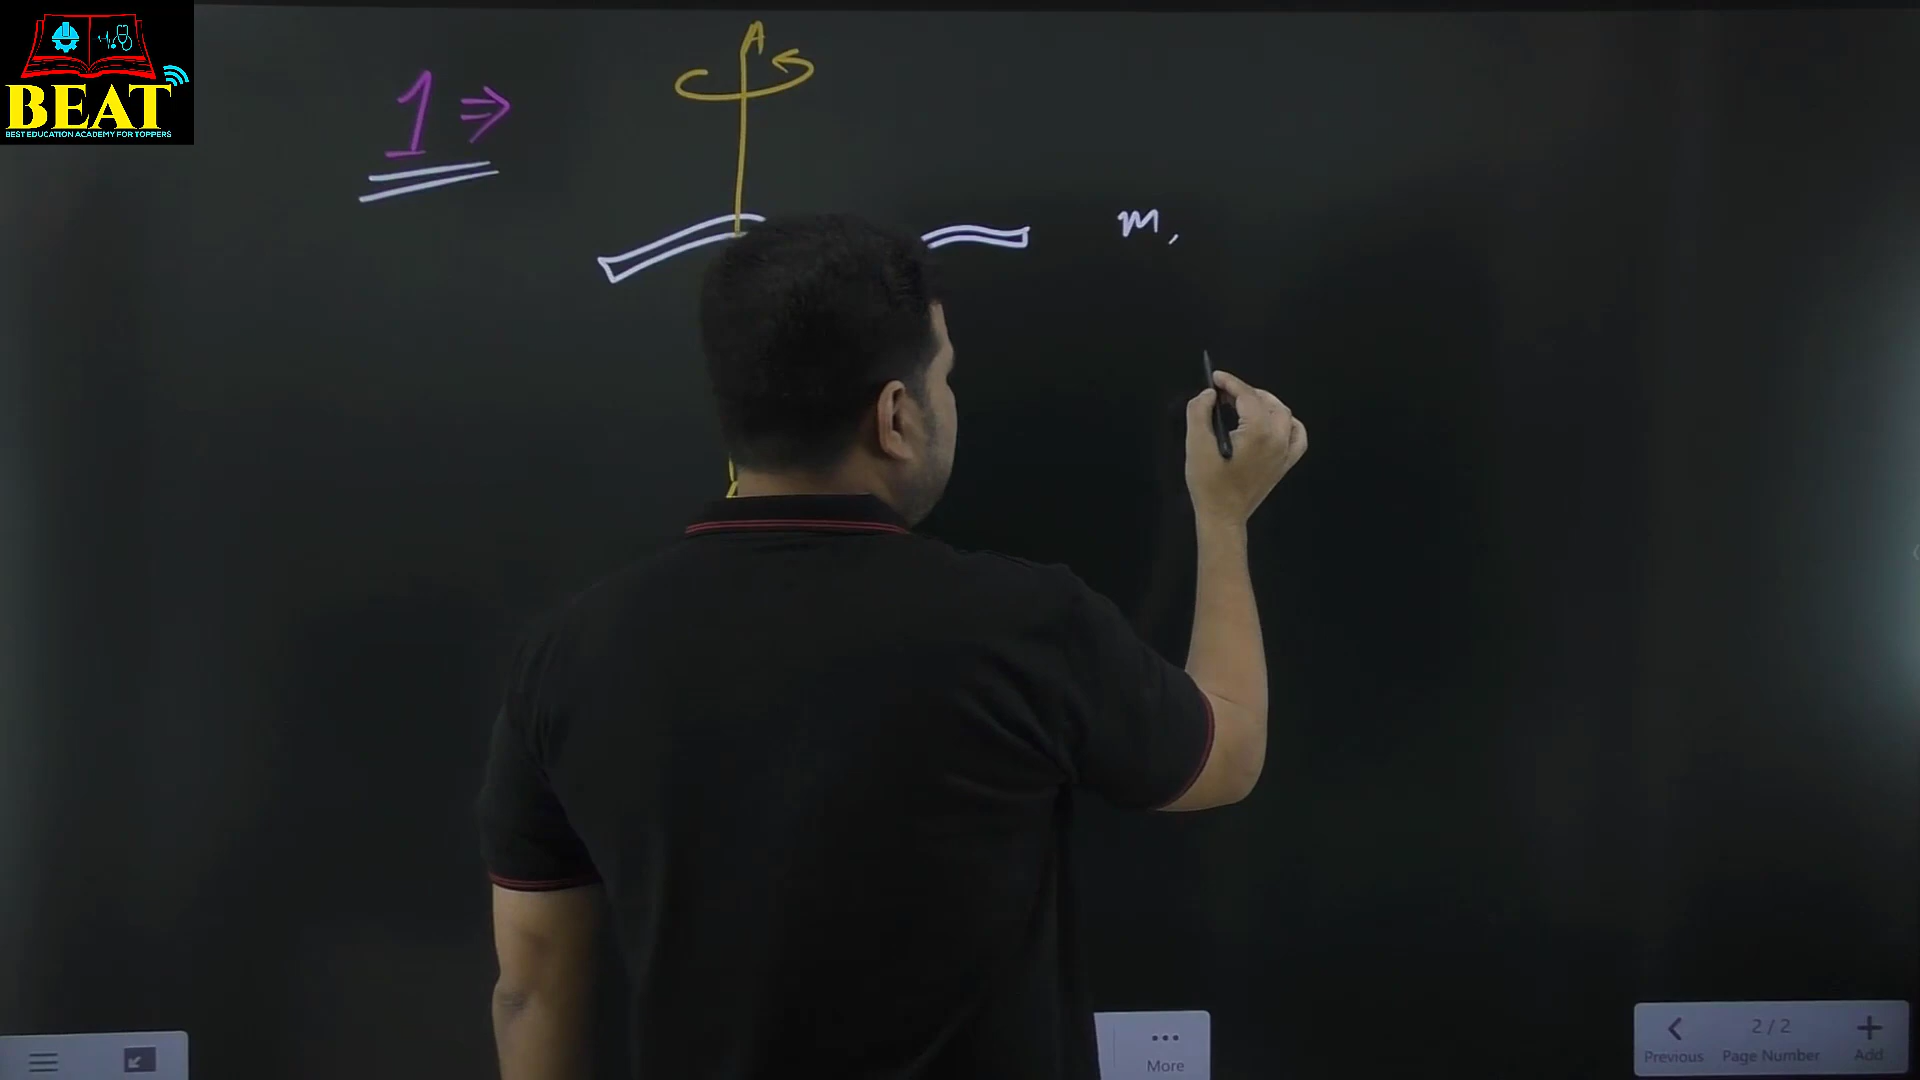 BEAT
BEST EDUCATION ACADEMY FOR TOPPERS
1 ⇒
A
m,
More
2 / 2
Previous Page Number Add